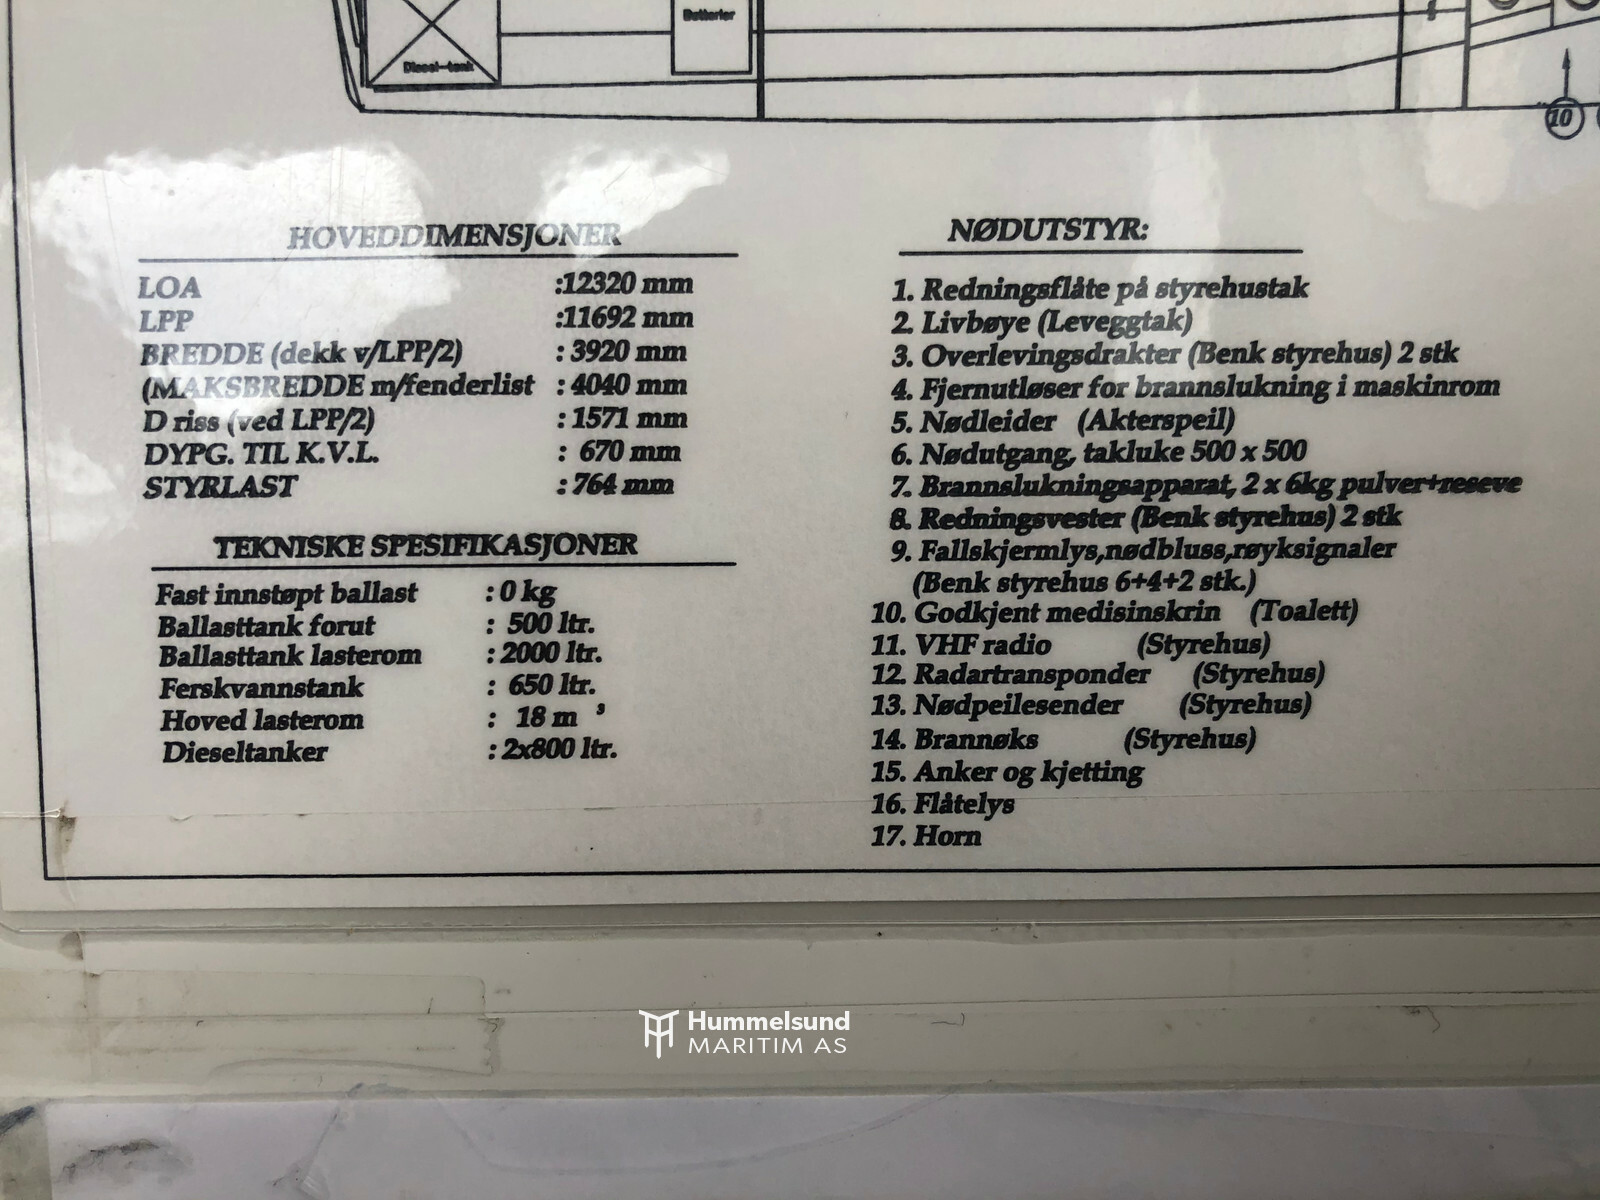 Diesel-tank
Batterier
10
HOVEDDIMENSJONER
LOA :12320 mm
LPP :11692 mm
BREDDE (dekk v/LPP/2) : 3920 mm
(MAKSBREDDE m/fenderlist : 4040 mm
D riss (ved LPP/2) : 1571 mm
DYPG. TIL K.V.L. : 670 mm
STYRLAST : 764 mm
TEKNISKE SPESIFIKASJONER
Fast innstøpt ballast : 0 kg
Ballasttank forut : 500 ltr.
Ballasttank lasterom : 2000 ltr.
Ferskvannstank : 650 ltr.
Hoved lasterom : 18 m ³
Dieseltanker : 2x800 ltr.
NØDUTSTYR:
1. Redningsflåte på styrehustak
2. Livbøye (Leveggtak)
3. Overlevingsdrakter (Benk styrehus) 2 stk
4. Fjernutløser for brannslukning i maskinrom
5. Nødleider (Akterspeil)
6. Nødutgang, takluke 500 x 500
7. Brannslukningsapparat, 2 x 6kg pulver+reseve
8. Redningsvester (Benk styrehus) 2 stk
9. Fallskjermlys,nødbluss,røyksignaler
(Benk styrehus 6+4+2 stk.)
10. Godkjent medisinskrin (Toalett)
11. VHF radio (Styrehus)
12. Radartransponder (Styrehus)
13. Nødpeilesender (Styrehus)
14. Brannøks (Styrehus)
15. Anker og kjetting
16. Flåtelys
17. Horn
Hummelsund
MARITIM AS